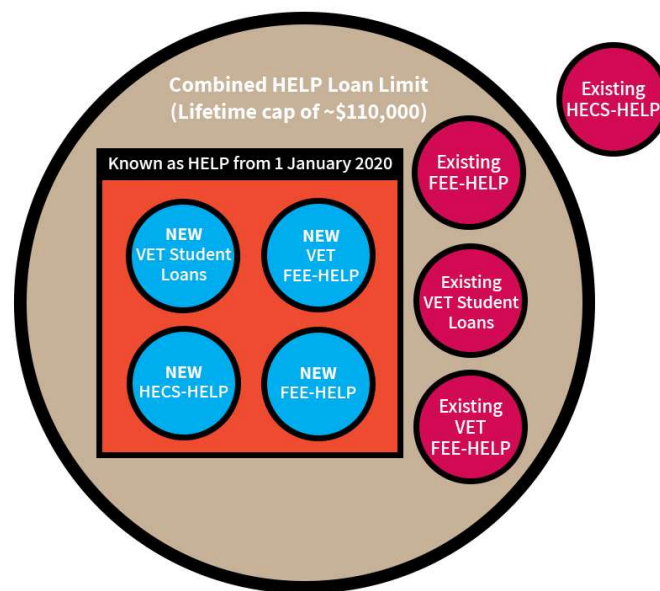 Combined HELP Loan Limit
(Lifetime cap of ~$110,000)
Existing
HECS-HELP
Known as HELP from 1 January 2020
Existing
FEE-HELP
NEW
VET Student
Loans
NEW
VET
FEE-HELP
Existing
VET Student
Loans
NEW
HECS-HELP
NEW
FEE-HELP
Existing
VET
FEE-HELP